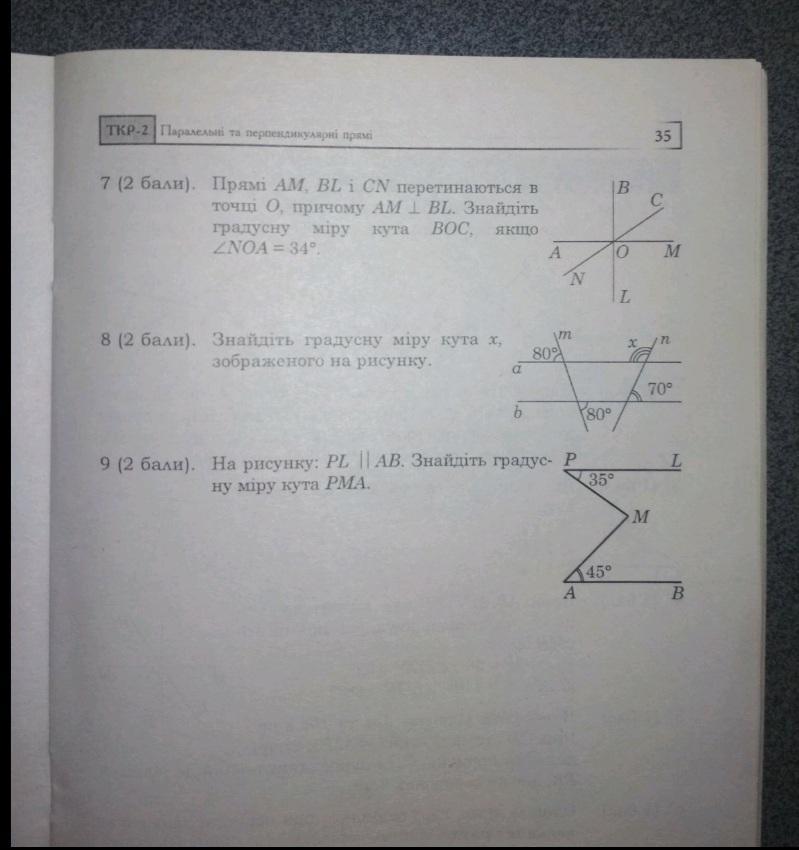 ТКР-2 Паралельні та перпендикулярні прямі 35
7 (2 бали). Прямі AM, BL і CN перетинаються в
точці O, причому AM ⊥ BL. Знайдіть
градусну міру кута BOC, якщо
∠NOA = 34°.
B
C
A O M
N
L
8 (2 бали). Знайдіть градусну міру кута x,
зображеного на рисунку.
m x n
80°
a
70°
b 80°
9 (2 бали). На рисунку: PL || AB. Знайдіть градус-
ну міру кута PMA.
P L
35°
M
45°
A B